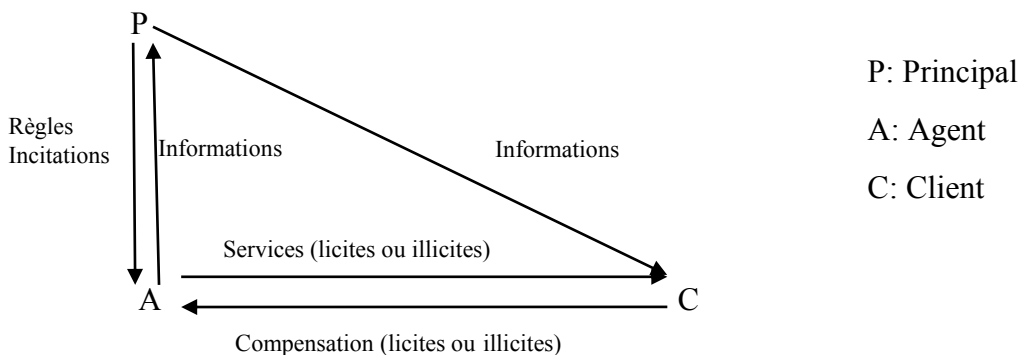 P
P: Principal
Règles
Incitations
Informations
Informations
A: Agent
C: Client
Services (licites ou illicites)
A
C
Compensation (licites ou illicites)